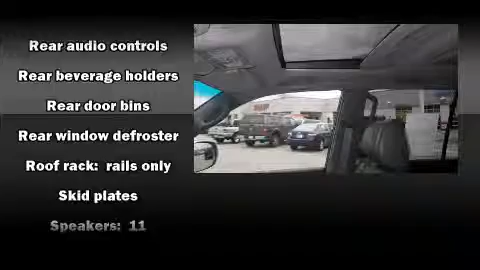 Rear audio controls
Rear beverage holders
Rear door bins
Rear window defroster
Roof rack:  rails only
Skid plates
Speakers:  11